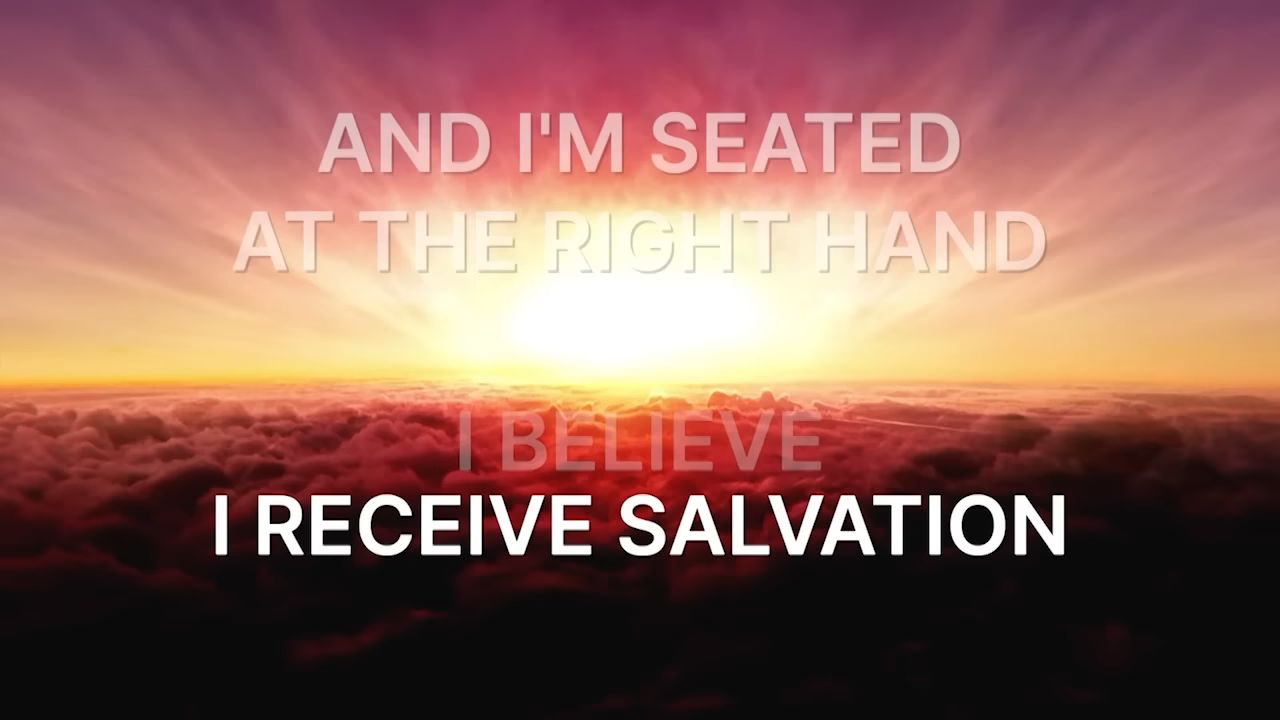 AND I'M SEATED
AT THE RIGHT HAND
I BELIEVE
I RECEIVE SALVATION